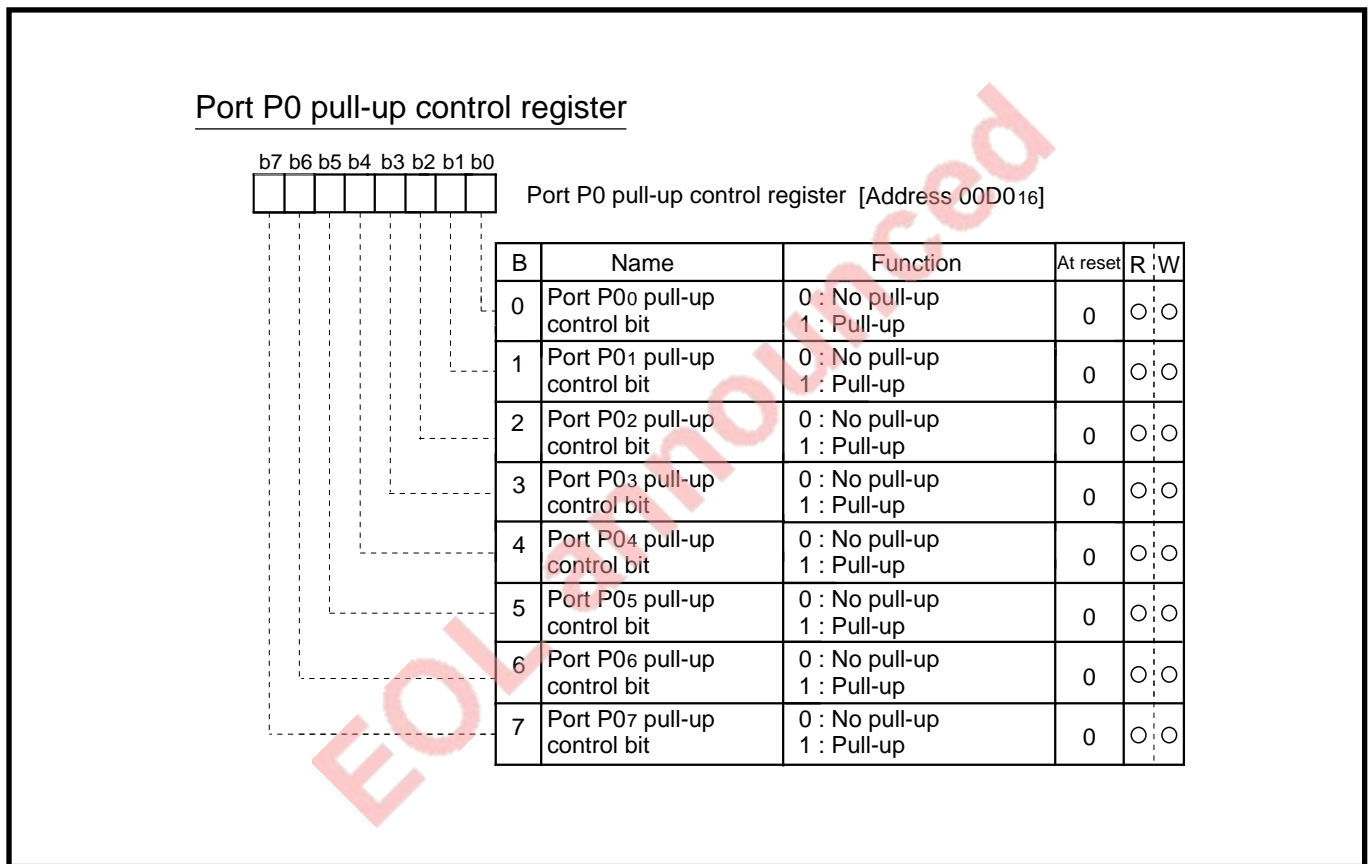 Port P0 pull-up control register
b7 b6 b5 b4 b3 b2 b1 b0
Port P0 pull-up control register [Address 00D016]
B Name Function At reset R W
0 Port P00 pull-up control bit 0 : No pull-up 1 : Pull-up 0 ○ ○
1 Port P01 pull-up control bit 0 : No pull-up 1 : Pull-up 0 ○ ○
2 Port P02 pull-up control bit 0 : No pull-up 1 : Pull-up 0 ○ ○
3 Port P03 pull-up control bit 0 : No pull-up 1 : Pull-up 0 ○ ○
4 Port P04 pull-up control bit 0 : No pull-up 1 : Pull-up 0 ○ ○
5 Port P05 pull-up control bit 0 : No pull-up 1 : Pull-up 0 ○ ○
6 Port P06 pull-up control bit 0 : No pull-up 1 : Pull-up 0 ○ ○
7 Port P07 pull-up control bit 0 : No pull-up 1 : Pull-up 0 ○ ○
EOL announced